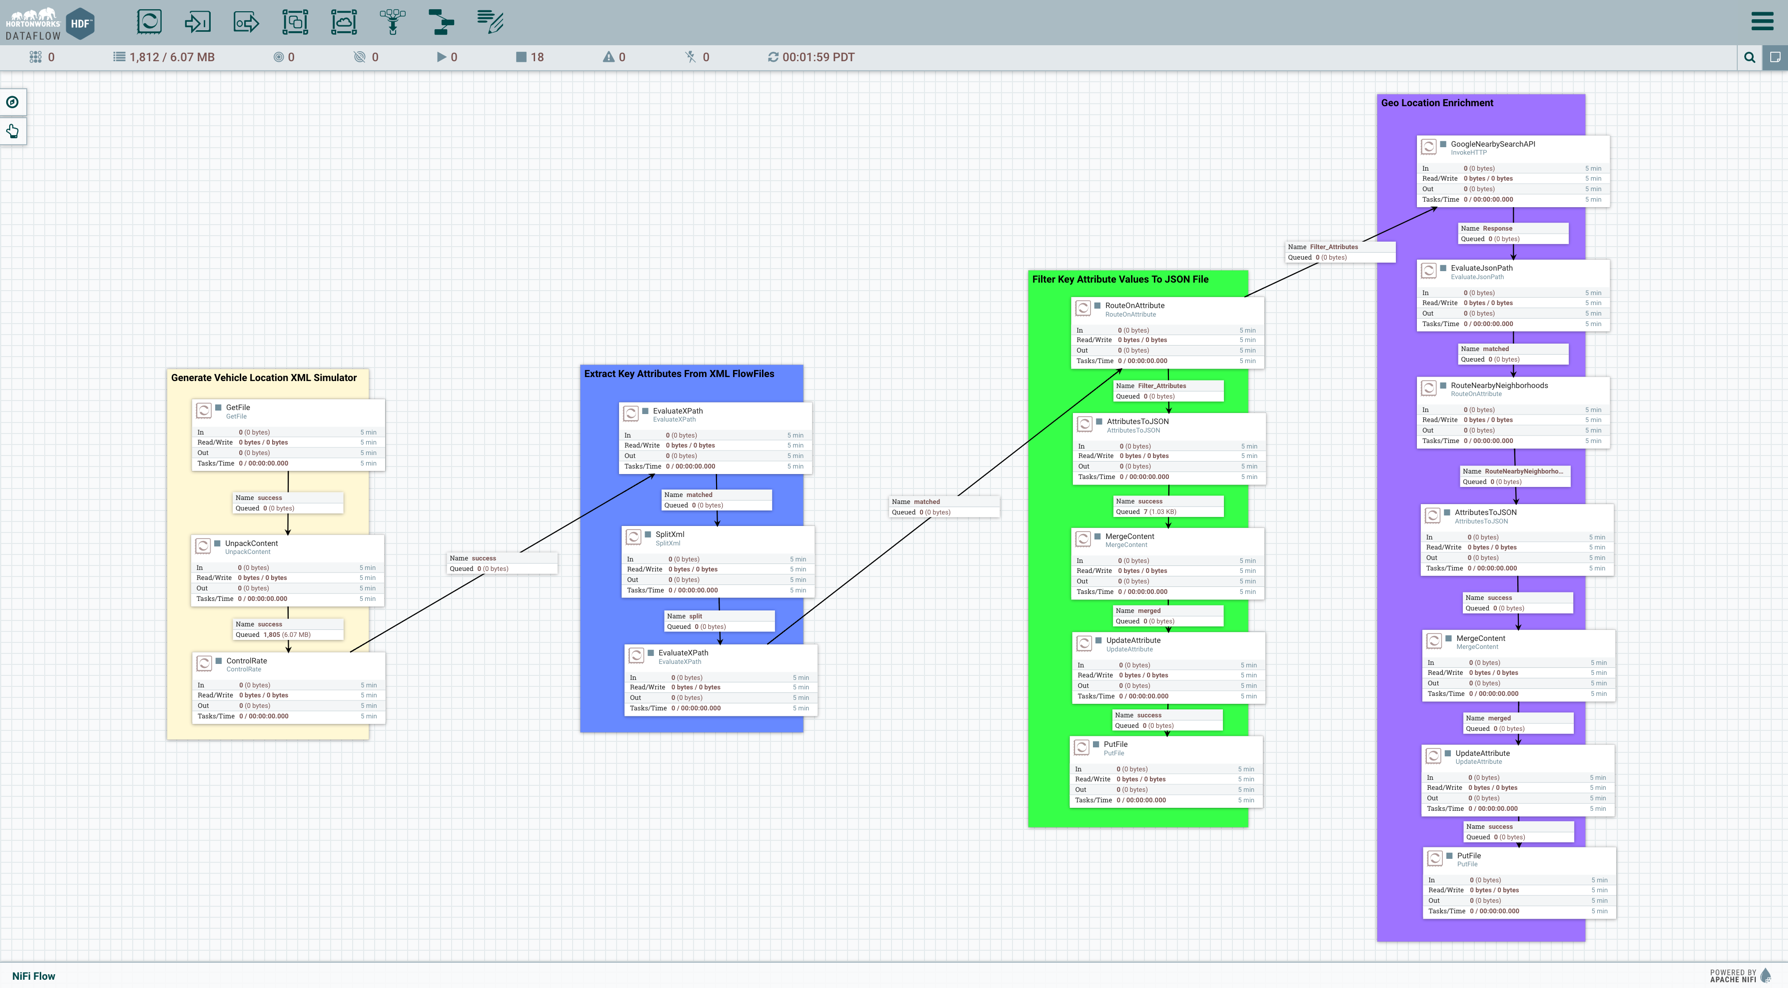 HORTONWORKS
DATAFLOW
HDF
0
1,812 / 6.07 MB
0
0
0
18
0
0
00:01:59 PDT
Generate Vehicle Location XML Simulator
GetFile
GetFile
In 0 (0 bytes) 5 min
Read/Write 0 bytes / 0 bytes 5 min
Out 0 (0 bytes) 5 min
Tasks/Time 0 / 00:00:00.000 5 min
Name success
Queued 0 (0 bytes)
UnpackContent
UnpackContent
In 0 (0 bytes) 5 min
Read/Write 0 bytes / 0 bytes 5 min
Out 0 (0 bytes) 5 min
Tasks/Time 0 / 00:00:00.000 5 min
Name success
Queued 1,805 (6.07 MB)
ControlRate
ControlRate
In 0 (0 bytes) 5 min
Read/Write 0 bytes / 0 bytes 5 min
Out 0 (0 bytes) 5 min
Tasks/Time 0 / 00:00:00.000 5 min
Name success
Queued 0 (0 bytes)
Extract Key Attributes From XML FlowFiles
EvaluateXPath
EvaluateXPath
In 0 (0 bytes) 5 min
Read/Write 0 bytes / 0 bytes 5 min
Out 0 (0 bytes) 5 min
Tasks/Time 0 / 00:00:00.000 5 min
Name matched
Queued 0 (0 bytes)
SplitXml
SplitXml
In 0 (0 bytes) 5 min
Read/Write 0 bytes / 0 bytes 5 min
Out 0 (0 bytes) 5 min
Tasks/Time 0 / 00:00:00.000 5 min
Name split
Queued 0 (0 bytes)
EvaluateXPath
EvaluateXPath
In 0 (0 bytes) 5 min
Read/Write 0 bytes / 0 bytes 5 min
Out 0 (0 bytes) 5 min
Tasks/Time 0 / 00:00:00.000 5 min
Name matched
Queued 0 (0 bytes)
Filter Key Attribute Values To JSON File
RouteOnAttribute
RouteOnAttribute
In 0 (0 bytes) 5 min
Read/Write 0 bytes / 0 bytes 5 min
Out 0 (0 bytes) 5 min
Tasks/Time 0 / 00:00:00.000 5 min
Name Filter_Attributes
Queued 0 (0 bytes)
AttributesToJSON
AttributesToJSON
In 0 (0 bytes) 5 min
Read/Write 0 bytes / 0 bytes 5 min
Out 0 (0 bytes) 5 min
Tasks/Time 0 / 00:00:00.000 5 min
Name success
Queued 7 (1.03 KB)
MergeContent
MergeContent
In 0 (0 bytes) 5 min
Read/Write 0 bytes / 0 bytes 5 min
Out 0 (0 bytes) 5 min
Tasks/Time 0 / 00:00:00.000 5 min
Name merged
Queued 0 (0 bytes)
UpdateAttribute
UpdateAttribute
In 0 (0 bytes) 5 min
Read/Write 0 bytes / 0 bytes 5 min
Out 0 (0 bytes) 5 min
Tasks/Time 0 / 00:00:00.000 5 min
Name success
Queued 0 (0 bytes)
PutFile
PutFile
In 0 (0 bytes) 5 min
Read/Write 0 bytes / 0 bytes 5 min
Out 0 (0 bytes) 5 min
Tasks/Time 0 / 00:00:00.000 5 min
Name Filter_Attributes
Queued 0 (0 bytes)
Geo Location Enrichment
GoogleNearbySearchAPI
InvokeHTTP
In 0 (0 bytes) 5 min
Read/Write 0 bytes / 0 bytes 5 min
Out 0 (0 bytes) 5 min
Tasks/Time 0 / 00:00:00.000 5 min
Name Response
Queued 0 (0 bytes)
EvaluateJsonPath
EvaluateJsonPath
In 0 (0 bytes) 5 min
Read/Write 0 bytes / 0 bytes 5 min
Out 0 (0 bytes) 5 min
Tasks/Time 0 / 00:00:00.000 5 min
Name matched
Queued 0 (0 bytes)
RouteNearbyNeighborhoods
RouteOnAttribute
In 0 (0 bytes) 5 min
Read/Write 0 bytes / 0 bytes 5 min
Out 0 (0 bytes) 5 min
Tasks/Time 0 / 00:00:00.000 5 min
Name RouteNearbyNeighborho...
Queued 0 (0 bytes)
AttributesToJSON
AttributesToJSON
In 0 (0 bytes) 5 min
Read/Write 0 bytes / 0 bytes 5 min
Out 0 (0 bytes) 5 min
Tasks/Time 0 / 00:00:00.000 5 min
Name success
Queued 0 (0 bytes)
MergeContent
MergeContent
In 0 (0 bytes) 5 min
Read/Write 0 bytes / 0 bytes 5 min
Out 0 (0 bytes) 5 min
Tasks/Time 0 / 00:00:00.000 5 min
Name merged
Queued 0 (0 bytes)
UpdateAttribute
UpdateAttribute
In 0 (0 bytes) 5 min
Read/Write 0 bytes / 0 bytes 5 min
Out 0 (0 bytes) 5 min
Tasks/Time 0 / 00:00:00.000 5 min
Name success
Queued 0 (0 bytes)
PutFile
PutFile
In 0 (0 bytes) 5 min
Read/Write 0 bytes / 0 bytes 5 min
Out 0 (0 bytes) 5 min
Tasks/Time 0 / 00:00:00.000 5 min
NiFi Flow
POWERED BY
APACHE NIFI